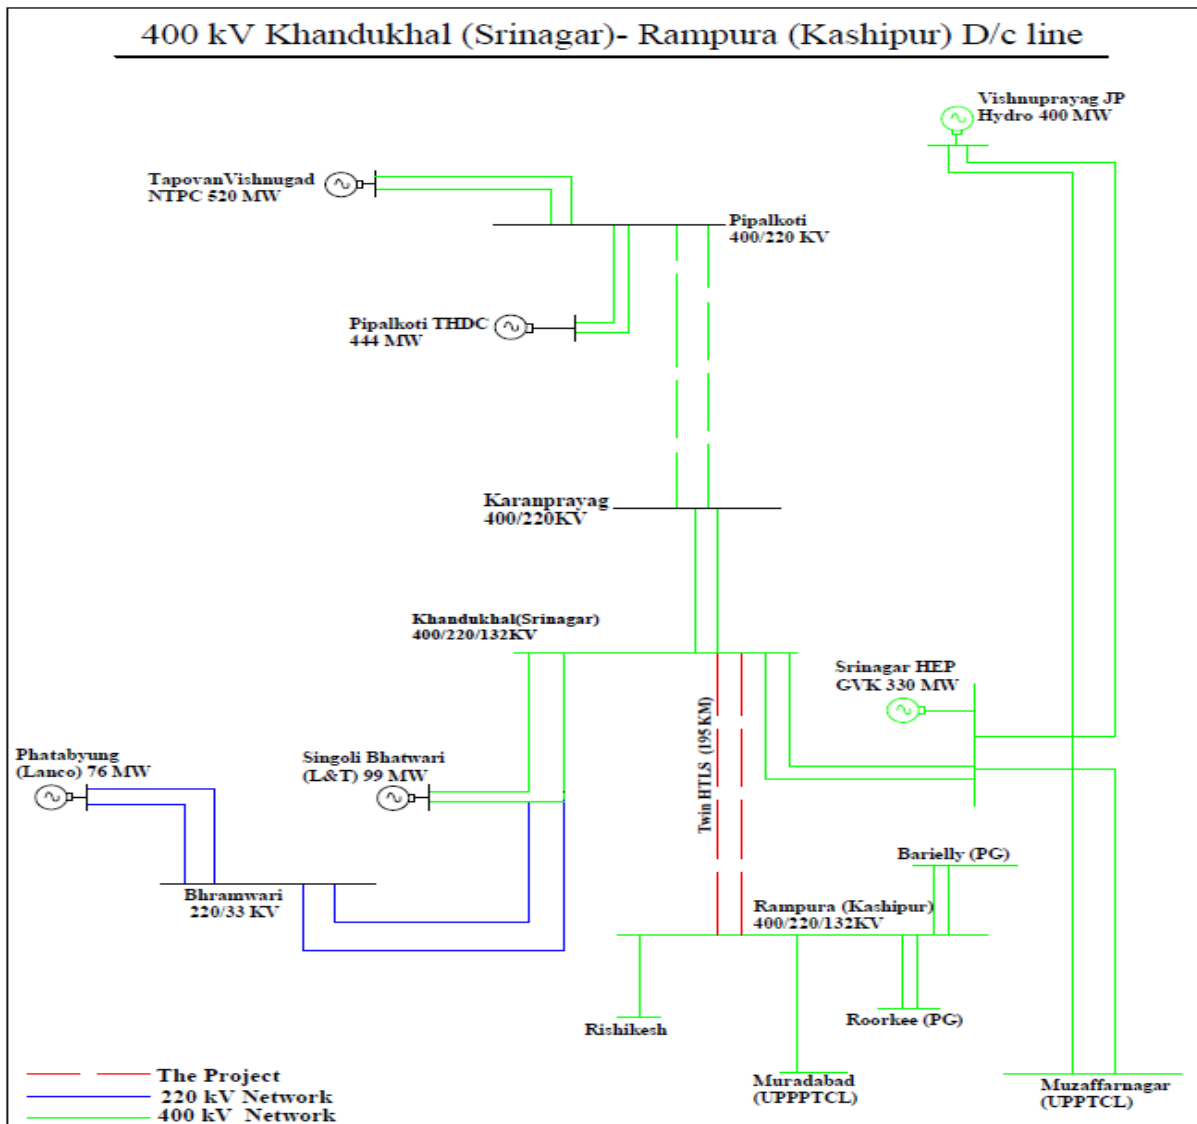 400 kV Khandukhal (Srinagar)- Rampura (Kashipur) D/c line
Vishnuprayag JP
Hydro 400 MW
TapovanVishnugad
NTPC 520 MW
Pipalkoti
400/220 KV
Pipalkoti THDC
444 MW
Karanprayag
400/220KV
Khandukhal(Srinagar)
400/220/132KV
Srinagar HEP
GVK 330 MW
Twin HTLS (195KM)
Phatabyung
(Lanco) 76 MW
Singoli Bhatwari
(L&T) 99 MW
Barielly (PG)
Bhramwari
220/33 KV
Rampura (Kashipur)
400/220/132KV
Rishikesh
Roorkee (PG)
Muradabad
(UPPPTCL)
Muzaffarnagar
(UPPTCL)
The Project
220 kV Network
400 kV Network